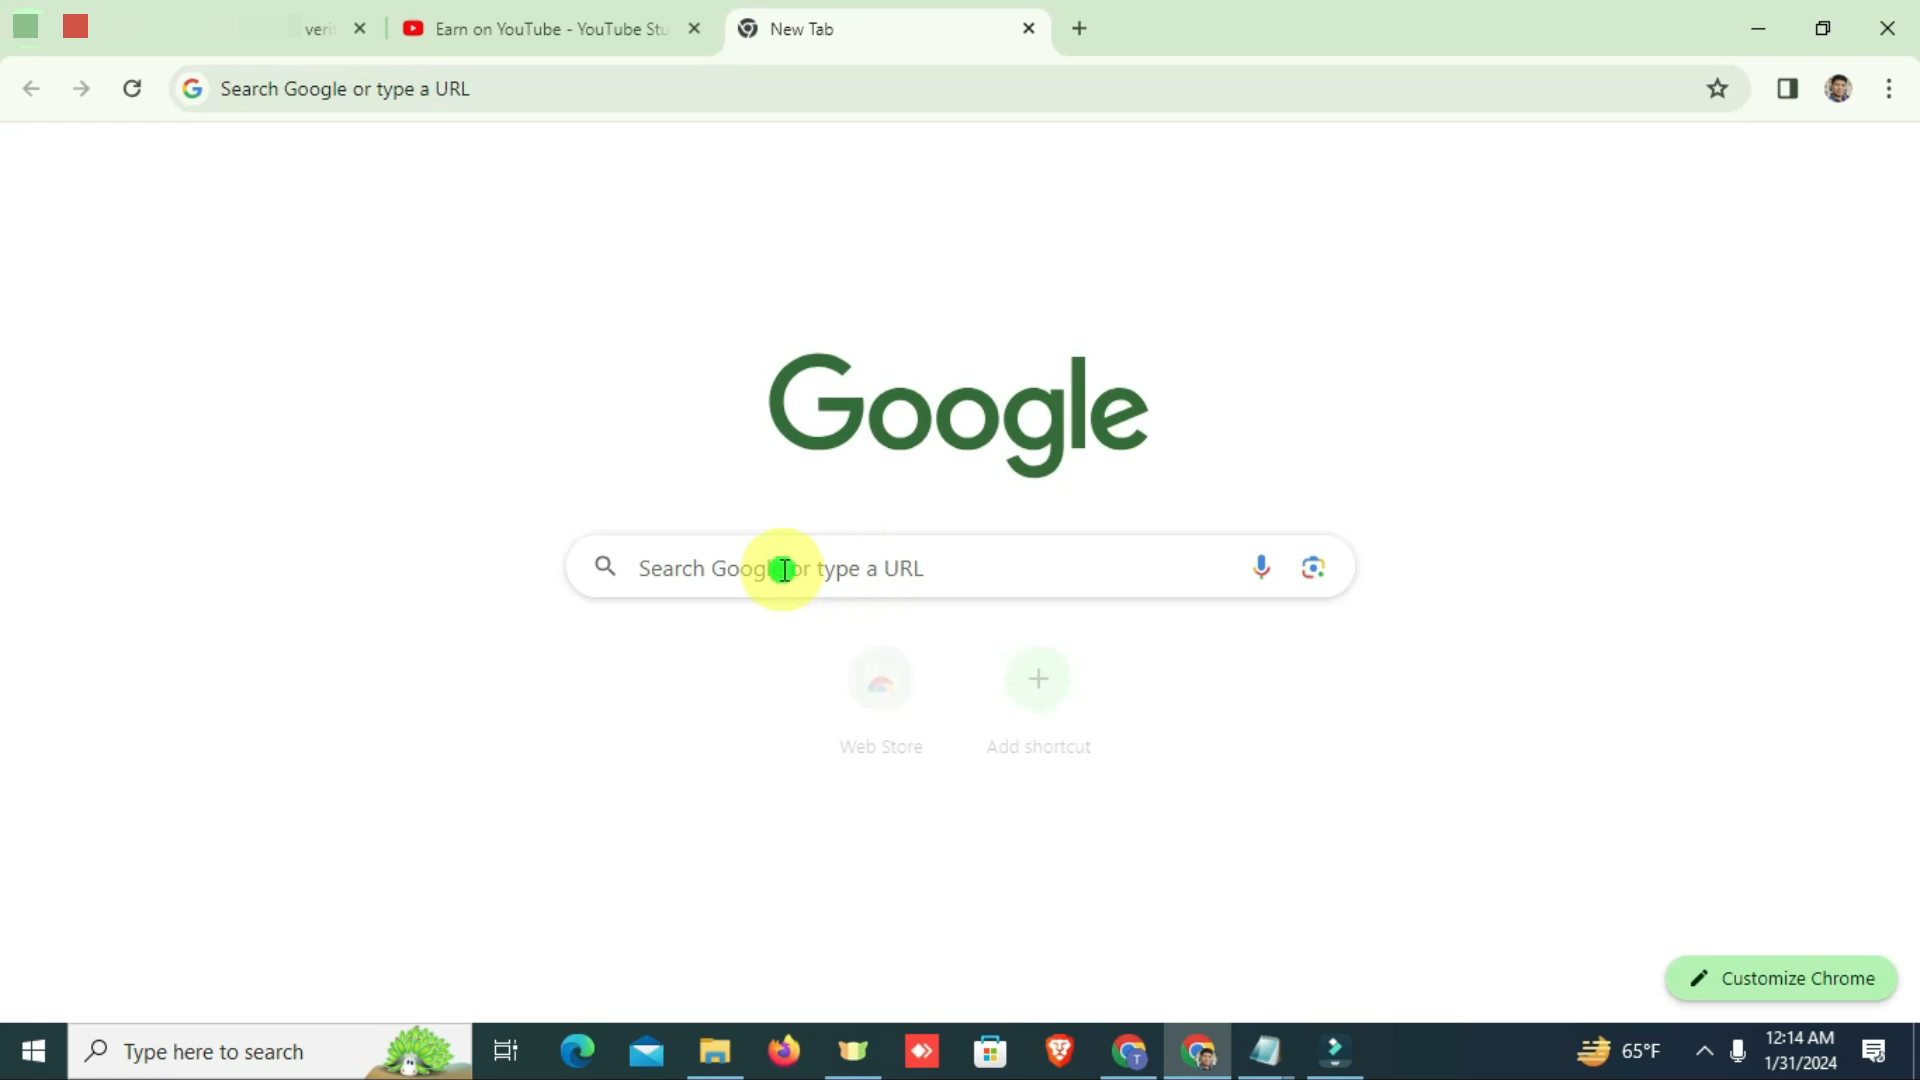 veri
Earn on YouTube - YouTube Stu
New Tab
Search Google or type a URL
Google
Search Google or type a URL
Web Store
Add shortcut
Customize Chrome
Type here to search
T
65°F
12:14 AM
1/31/2024